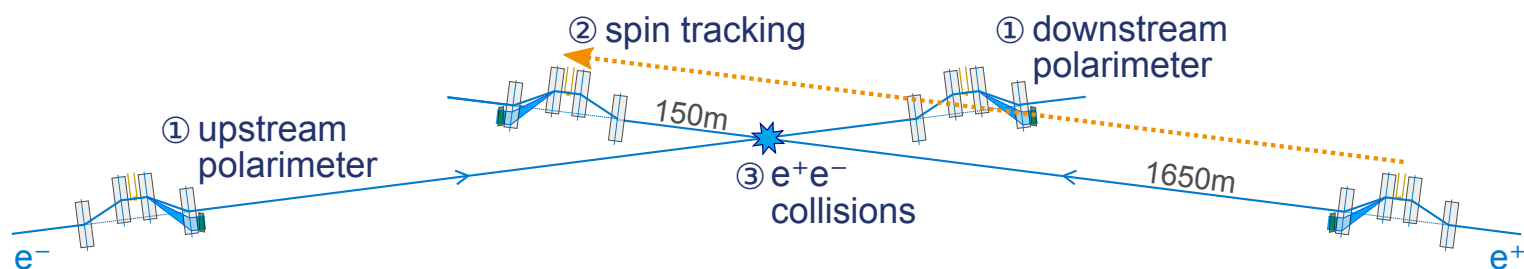 ② spin tracking
① downstream
polarimeter
150m
① upstream
polarimeter
③ e⁺e⁻
collisions
1650m
e⁻
e⁺